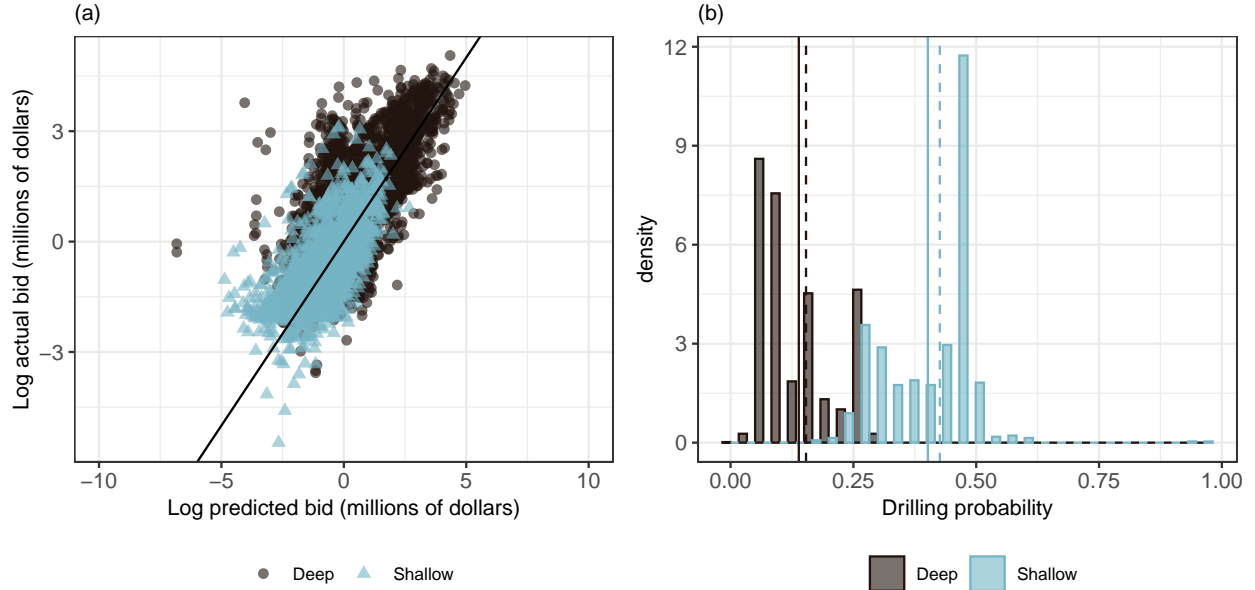 (a)
Log actual bid (millions of dollars)
3
0
−3
−10
−5
0
5
10
Log predicted bid (millions of dollars)
Deep
Shallow
(b)
density
12
9
6
3
0
0.00
0.25
0.50
0.75
1.00
Drilling probability
Deep
Shallow